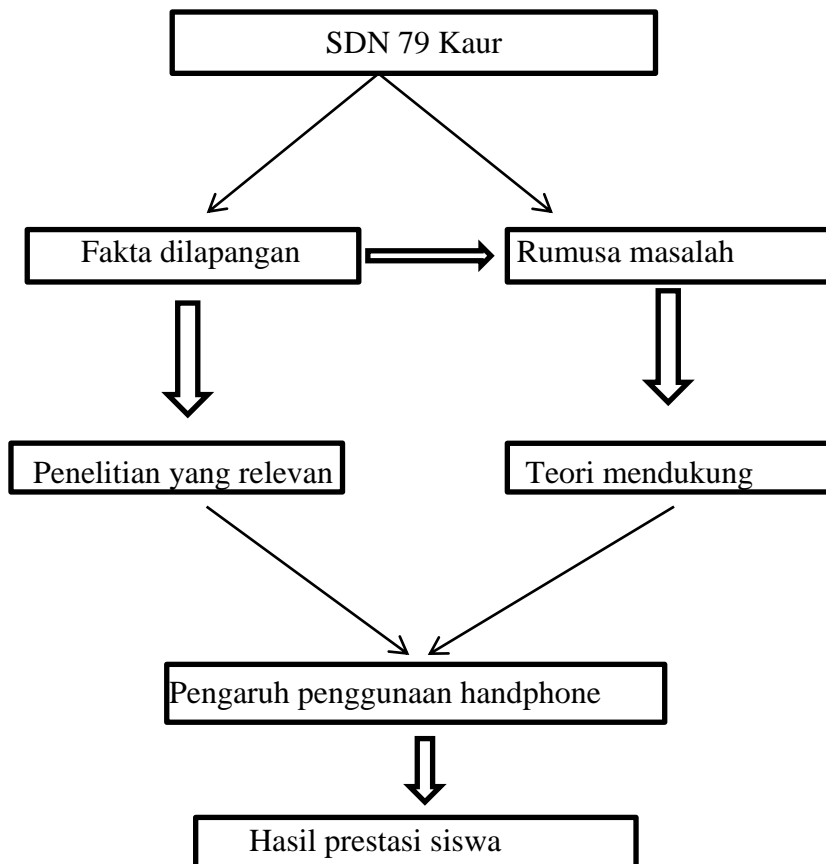 SDN 79 Kaur
Fakta dilapangan
Rumusa masalah
Penelitian yang relevan
Teori mendukung
Pengaruh penggunaan handphone
Hasil prestasi siswa